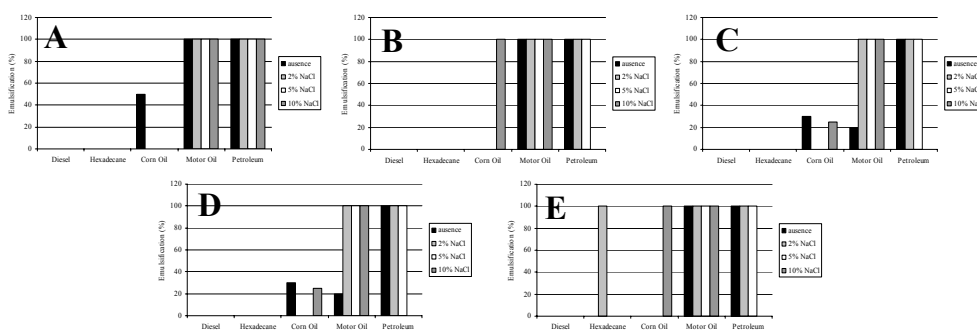 A
Emulsification (%)
120
100
80
60
40
20
0
Diesel Hexadecane Corn Oil Motor Oil Petroleum
ausence
2% NaCl
5% NaCl
10% NaCl
B
Emulsification (%)
120
100
80
60
40
20
0
Diesel Hexadecane Corn Oil Motor Oil Petroleum
ausence
2% NaCl
5% NaCl
10% NaCl
C
Emulsification (%)
120
100
80
60
40
20
0
Diesel Hexadecane Corn Oil Motor Oil Petroleum
ausence
2% NaCl
5% NaCl
10% NaCl
D
Emulsification (%)
120
100
80
60
40
20
0
Diesel Hexadecane Corn Oil Motor Oil Petroleum
ausence
2% NaCl
5% NaCl
10% NaCl
E
Emulsification (%)
120
100
80
60
40
20
0
Diesel Hexadecane Corn Oil Motor Oil Petroleum
ausence
2% NaCl
5% NaCl
10% NaCl